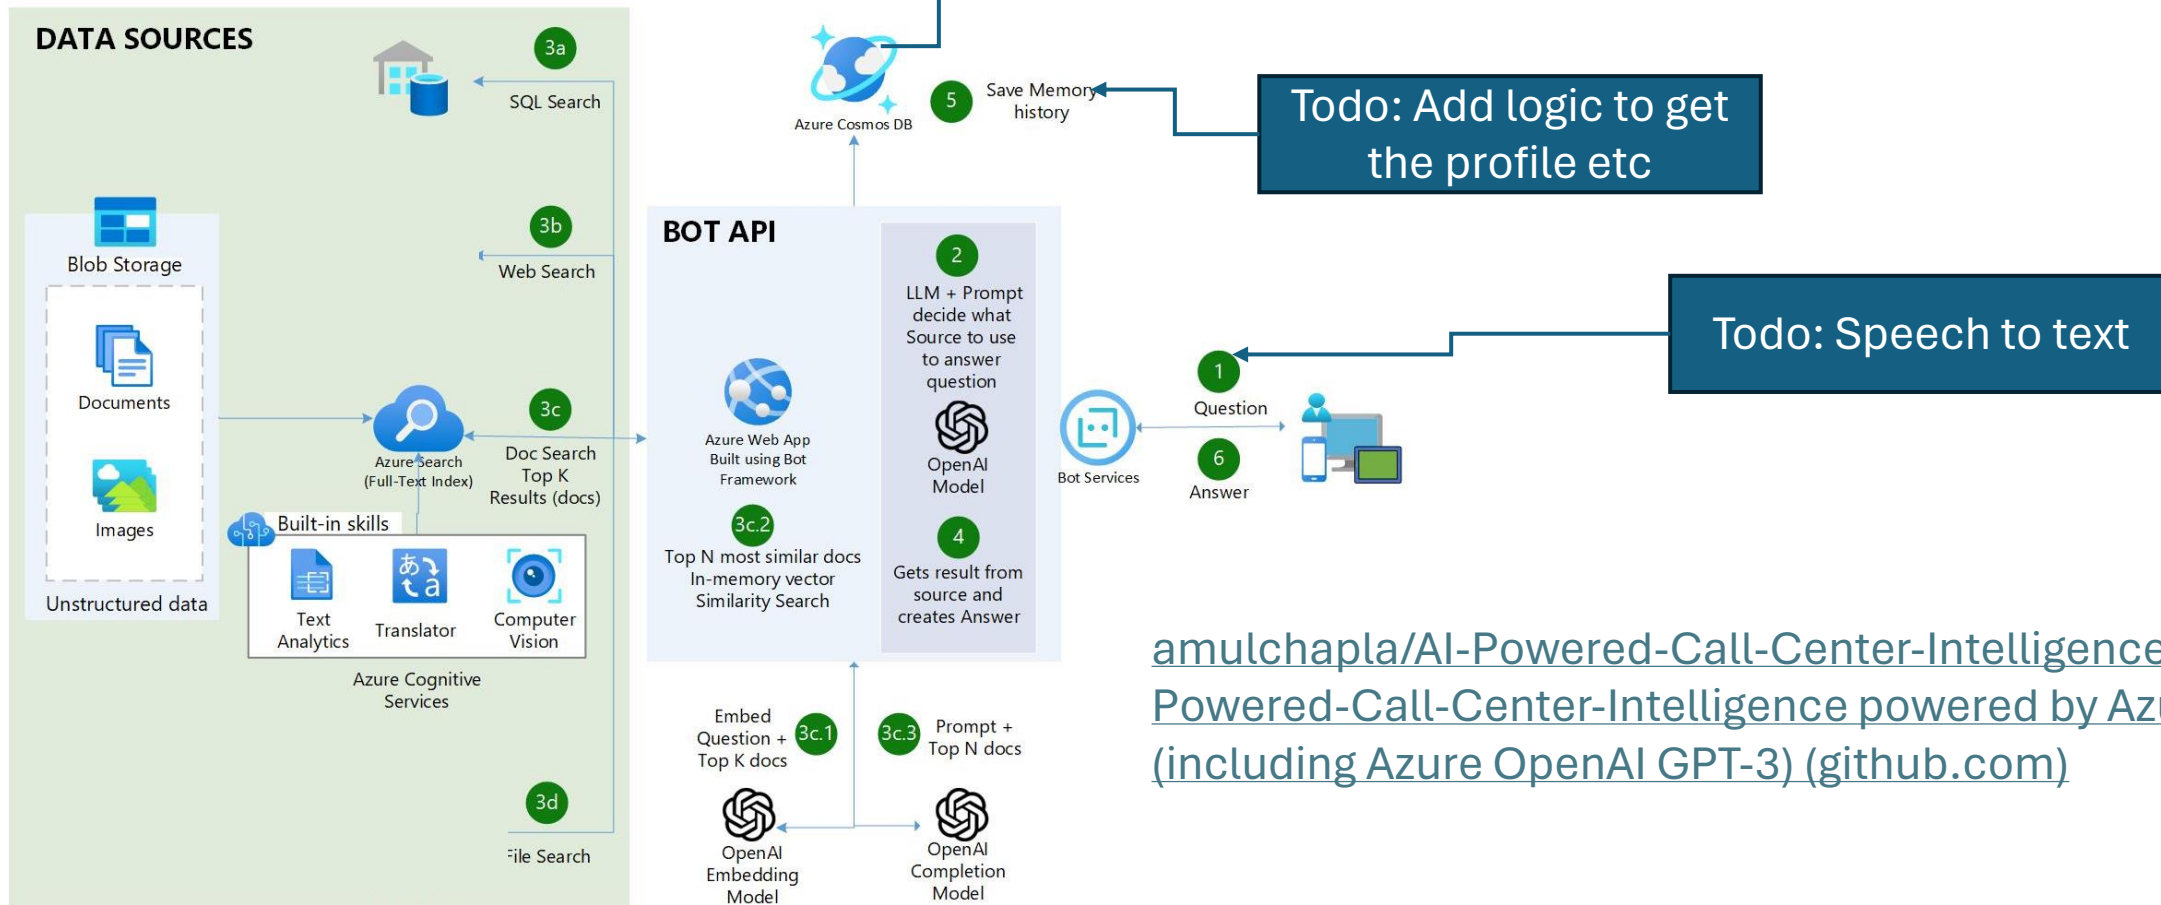 DATA SOURCES
3a
SQL Search
3b
Web Search
Blob Storage
Documents
Images
Unstructured data
Azure Search
(Full-Text Index)
3c
Doc Search
Top K
Results (docs)
Built-in skills
Text
Analytics
Translator
Computer
Vision
Azure Cognitive
Services
3d
File Search
Azure Cosmos DB
5
Save Memory
history
Todo: Add logic to get
the profile etc
BOT API
2
LLM + Prompt
decide what
Source to use
to answer
question
OpenAI
Model
Azure Web App
Built using Bot
Framework
3c.2
Top N most similar docs
In-memory vector
Similarity Search
4
Gets result from
source and
creates Answer
Bot Services
1
Question
6
Answer
Todo: Speech to text
Embed
Question +
Top K docs
3c.1
3c.3
Prompt +
Top N docs
OpenAI
Embedding
Model
OpenAI
Completion
Model
amulchapla/AI-Powered-Call-Center-Intelligence
Powered-Call-Center-Intelligence powered by
(including Azure OpenAI GPT-3) (github.com)